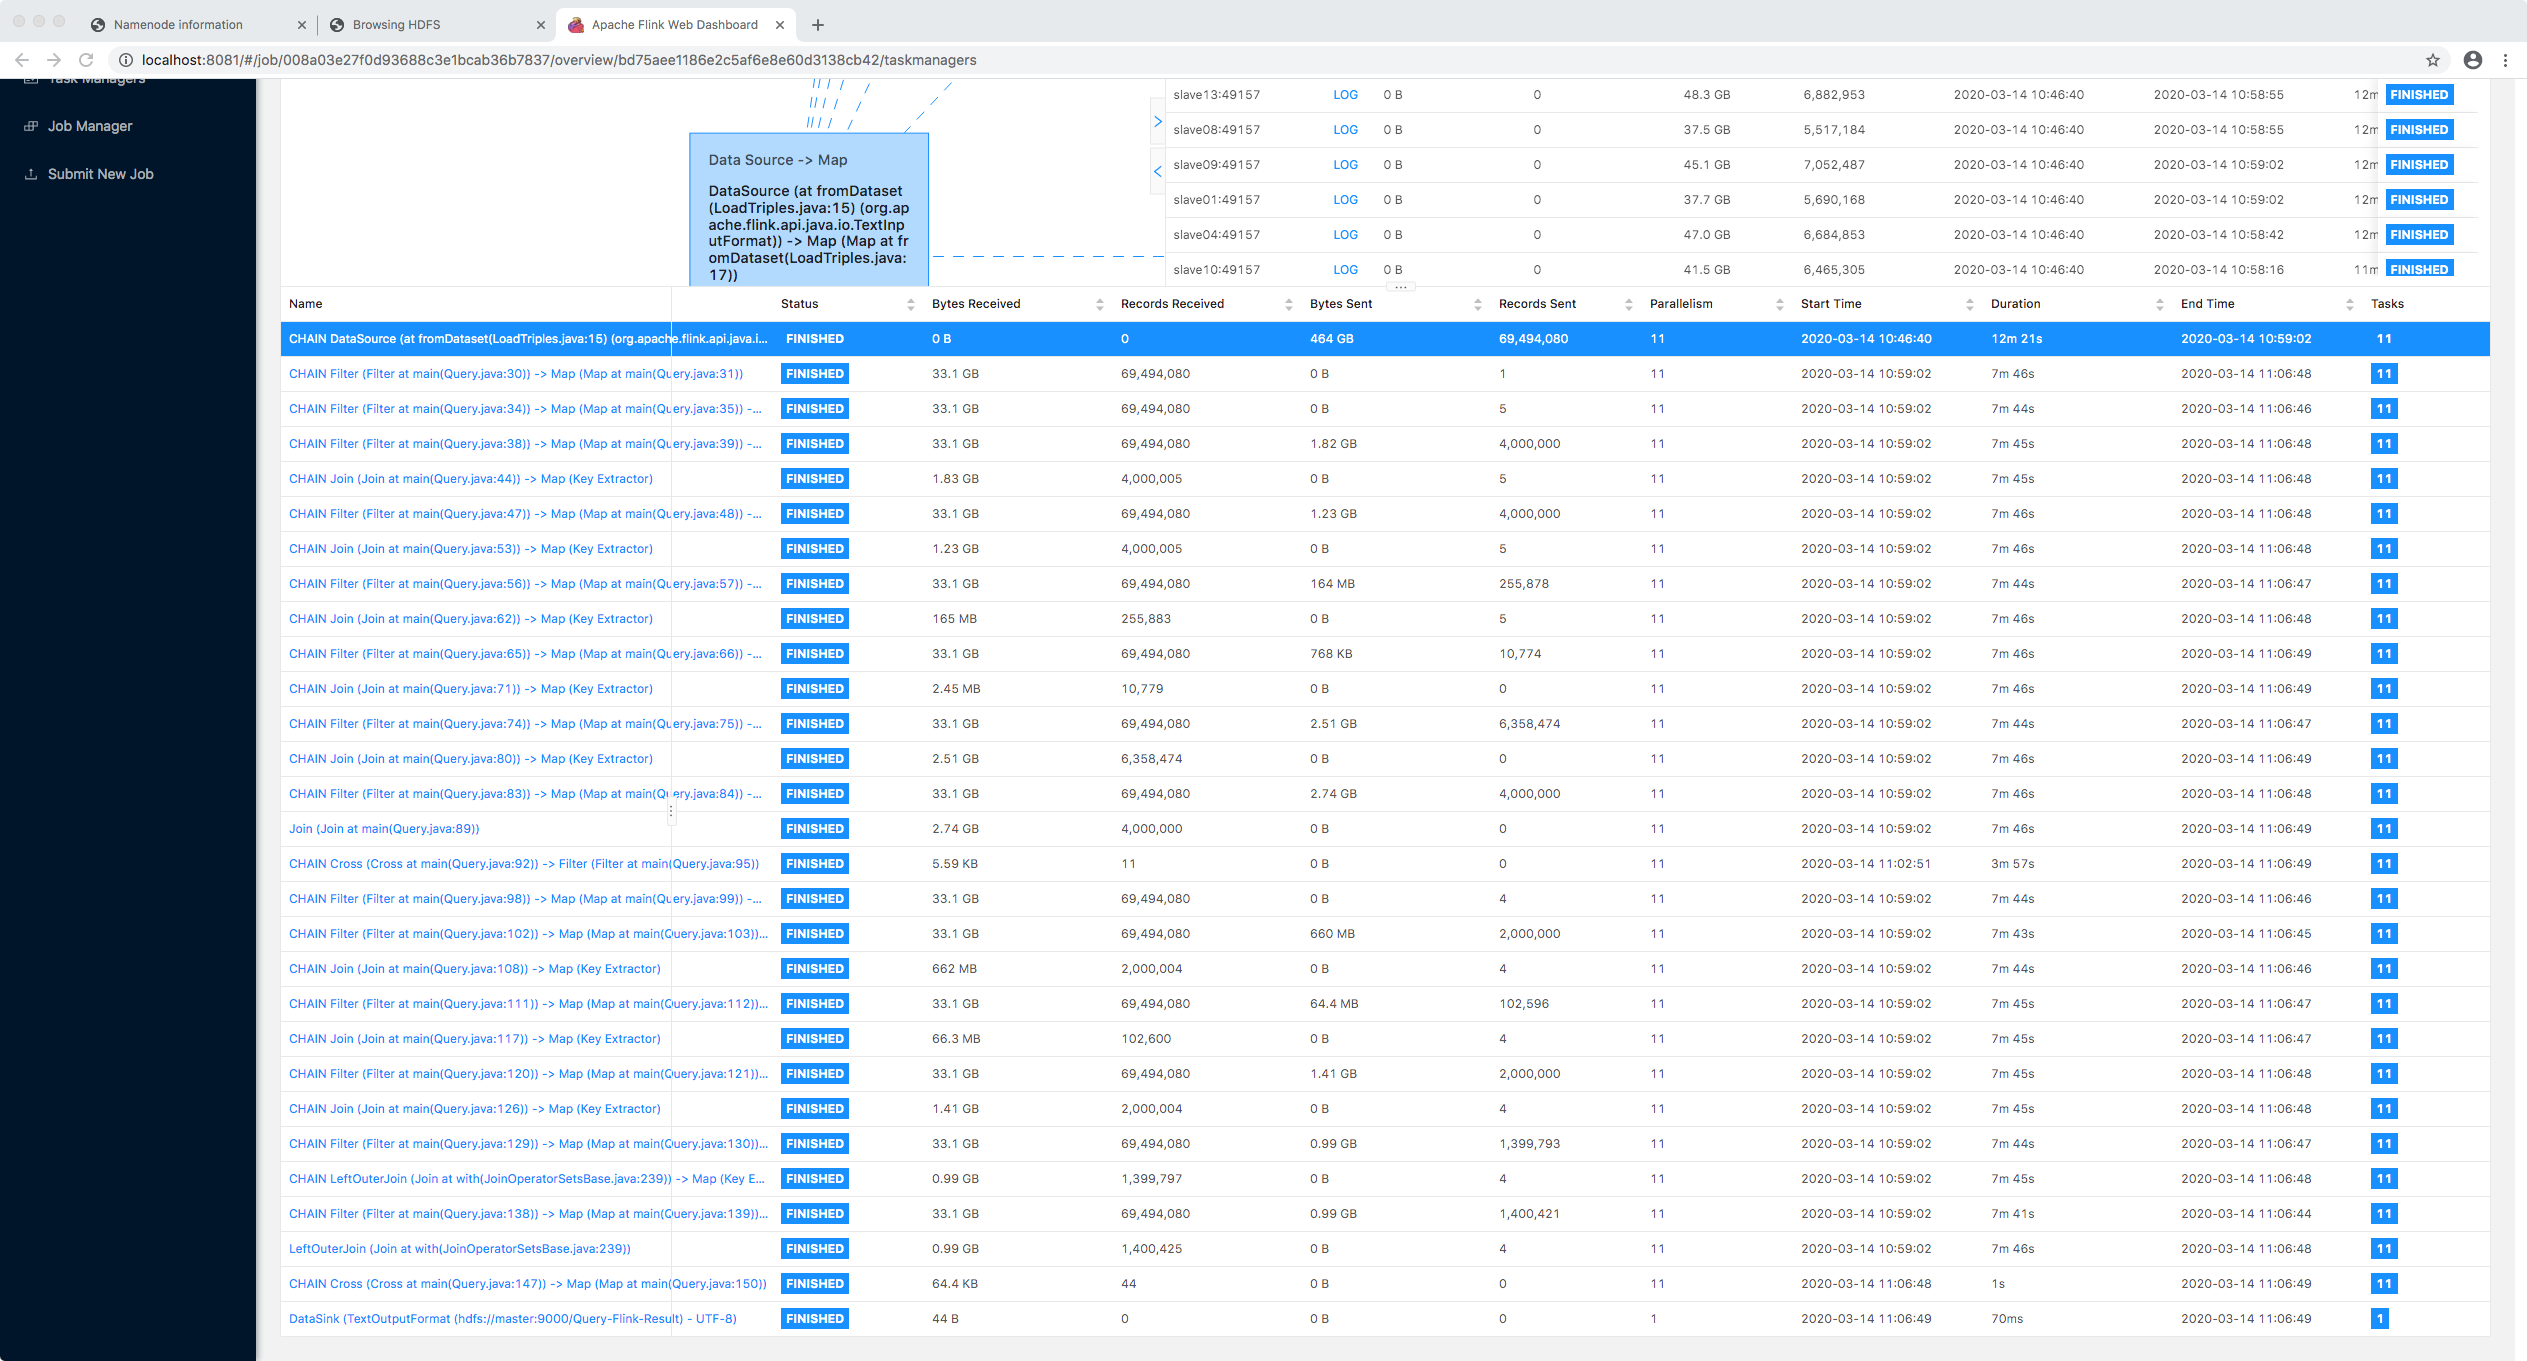 Namenode information
Browsing HDFS
Apache Flink Web Dashboard
localhost:8081/#/job/008a03e27f0d93688c3e1bcab36b7837/overview/bd75aee1186e2c5af6e8e60d3138cb42/taskmanagers
Task Managers
Job Manager
Submit New Job
Data Source -> Map
DataSource (at fromDataset
(LoadTriples.java:15) (org.ap
ache.flink.api.java.io.TextInp
utFormat)) -> Map (Map at fr
omDataset(LoadTriples.java:
17))
slave13:49157 LOG 0 B 0 48.3 GB 6,882,953 2020-03-14 10:46:40 2020-03-14 10:58:55 12m FINISHED
slave08:49157 LOG 0 B 0 37.5 GB 5,517,184 2020-03-14 10:46:40 2020-03-14 10:58:55 12m FINISHED
slave09:49157 LOG 0 B 0 45.1 GB 7,052,487 2020-03-14 10:46:40 2020-03-14 10:59:02 12m FINISHED
slave01:49157 LOG 0 B 0 37.7 GB 5,690,168 2020-03-14 10:46:40 2020-03-14 10:59:02 12m FINISHED
slave04:49157 LOG 0 B 0 47.0 GB 6,684,853 2020-03-14 10:46:40 2020-03-14 10:58:42 12m FINISHED
slave10:49157 LOG 0 B 0 41.5 GB 6,465,305 2020-03-14 10:46:40 2020-03-14 10:58:16 11m FINISHED
Name Status Bytes Received Records Received Bytes Sent Records Sent Parallelism Start Time Duration End Time Tasks
CHAIN DataSource (at fromDataset(LoadTriples.java:15) (org.apache.flink.api.java.i... FINISHED 0 B 0 464 GB 69,494,080 11 2020-03-14 10:46:40 12m 21s 2020-03-14 10:59:02 11
CHAIN Filter (Filter at main(Query.java:30)) -> Map (Map at main(Query.java:31)) FINISHED 33.1 GB 69,494,080 0 B 1 11 2020-03-14 10:59:02 7m 46s 2020-03-14 11:06:48 11
CHAIN Filter (Filter at main(Query.java:34)) -> Map (Map at main(Query.java:35)) -... FINISHED 33.1 GB 69,494,080 0 B 5 11 2020-03-14 10:59:02 7m 44s 2020-03-14 11:06:46 11
CHAIN Filter (Filter at main(Query.java:38)) -> Map (Map at main(Query.java:39)) -... FINISHED 33.1 GB 69,494,080 1.82 GB 4,000,000 11 2020-03-14 10:59:02 7m 45s 2020-03-14 11:06:48 11
CHAIN Join (Join at main(Query.java:44)) -> Map (Key Extractor) FINISHED 1.83 GB 4,000,005 0 B 5 11 2020-03-14 10:59:02 7m 45s 2020-03-14 11:06:48 11
CHAIN Filter (Filter at main(Query.java:47)) -> Map (Map at main(Query.java:48)) -... FINISHED 33.1 GB 69,494,080 1.23 GB 4,000,000 11 2020-03-14 10:59:02 7m 46s 2020-03-14 11:06:48 11
CHAIN Join (Join at main(Query.java:53)) -> Map (Key Extractor) FINISHED 1.23 GB 4,000,005 0 B 5 11 2020-03-14 10:59:02 7m 46s 2020-03-14 11:06:48 11
CHAIN Filter (Filter at main(Query.java:56)) -> Map (Map at main(Query.java:57)) -... FINISHED 33.1 GB 69,494,080 164 MB 255,878 11 2020-03-14 10:59:02 7m 44s 2020-03-14 11:06:47 11
CHAIN Join (Join at main(Query.java:62)) -> Map (Key Extractor) FINISHED 165 MB 255,883 0 B 5 11 2020-03-14 10:59:02 7m 46s 2020-03-14 11:06:48 11
CHAIN Filter (Filter at main(Query.java:65)) -> Map (Map at main(Query.java:66)) -... FINISHED 33.1 GB 69,494,080 768 KB 10,774 11 2020-03-14 10:59:02 7m 46s 2020-03-14 11:06:49 11
CHAIN Join (Join at main(Query.java:71)) -> Map (Key Extractor) FINISHED 2.45 MB 10,779 0 B 0 11 2020-03-14 10:59:02 7m 46s 2020-03-14 11:06:49 11
CHAIN Filter (Filter at main(Query.java:74)) -> Map (Map at main(Query.java:75)) -... FINISHED 33.1 GB 69,494,080 2.51 GB 6,358,474 11 2020-03-14 10:59:02 7m 44s 2020-03-14 11:06:47 11
CHAIN Join (Join at main(Query.java:80)) -> Map (Key Extractor) FINISHED 2.51 GB 6,358,474 0 B 0 11 2020-03-14 10:59:02 7m 46s 2020-03-14 11:06:49 11
CHAIN Filter (Filter at main(Query.java:83)) -> Map (Map at main(Query.java:84)) -... FINISHED 33.1 GB 69,494,080 2.74 GB 4,000,000 11 2020-03-14 10:59:02 7m 46s 2020-03-14 11:06:48 11
Join (Join at main(Query.java:89)) FINISHED 2.74 GB 4,000,000 0 B 0 11 2020-03-14 10:59:02 7m 46s 2020-03-14 11:06:49 11
CHAIN Cross (Cross at main(Query.java:92)) -> Filter (Filter at main(Query.java:95)) FINISHED 5.59 KB 11 0 B 0 11 2020-03-14 11:02:51 3m 57s 2020-03-14 11:06:49 11
CHAIN Filter (Filter at main(Query.java:98)) -> Map (Map at main(Query.java:99)) -... FINISHED 33.1 GB 69,494,080 0 B 4 11 2020-03-14 10:59:02 7m 44s 2020-03-14 11:06:46 11
CHAIN Filter (Filter at main(Query.java:102)) -> Map (Map at main(Query.java:103))... FINISHED 33.1 GB 69,494,080 660 MB 2,000,000 11 2020-03-14 10:59:02 7m 43s 2020-03-14 11:06:45 11
CHAIN Join (Join at main(Query.java:108)) -> Map (Key Extractor) FINISHED 662 MB 2,000,004 0 B 4 11 2020-03-14 10:59:02 7m 44s 2020-03-14 11:06:46 11
CHAIN Filter (Filter at main(Query.java:111)) -> Map (Map at main(Query.java:112))... FINISHED 33.1 GB 69,494,080 64.4 MB 102,596 11 2020-03-14 10:59:02 7m 45s 2020-03-14 11:06:47 11
CHAIN Join (Join at main(Query.java:117)) -> Map (Key Extractor) FINISHED 66.3 MB 102,600 0 B 4 11 2020-03-14 10:59:02 7m 45s 2020-03-14 11:06:47 11
CHAIN Filter (Filter at main(Query.java:120)) -> Map (Map at main(Query.java:121))... FINISHED 33.1 GB 69,494,080 1.41 GB 2,000,000 11 2020-03-14 10:59:02 7m 45s 2020-03-14 11:06:48 11
CHAIN Join (Join at main(Query.java:126)) -> Map (Key Extractor) FINISHED 1.41 GB 2,000,004 0 B 4 11 2020-03-14 10:59:02 7m 45s 2020-03-14 11:06:48 11
CHAIN Filter (Filter at main(Query.java:129)) -> Map (Map at main(Query.java:130))... FINISHED 33.1 GB 69,494,080 0.99 GB 1,399,793 11 2020-03-14 10:59:02 7m 44s 2020-03-14 11:06:47 11
CHAIN LeftOuterJoin (Join at with(JoinOperatorSetsBase.java:239)) -> Map (Key E... FINISHED 0.99 GB 1,399,797 0 B 4 11 2020-03-14 10:59:02 7m 45s 2020-03-14 11:06:48 11
CHAIN Filter (Filter at main(Query.java:138)) -> Map (Map at main(Query.java:139))... FINISHED 33.1 GB 69,494,080 0.99 GB 1,400,421 11 2020-03-14 10:59:02 7m 41s 2020-03-14 11:06:44 11
LeftOuterJoin (Join at with(JoinOperatorSetsBase.java:239)) FINISHED 0.99 GB 1,400,425 0 B 4 11 2020-03-14 10:59:02 7m 46s 2020-03-14 11:06:48 11
CHAIN Cross (Cross at main(Query.java:147)) -> Map (Map at main(Query.java:150)) FINISHED 64.4 KB 44 0 B 0 11 2020-03-14 11:06:48 1s 2020-03-14 11:06:49 11
DataSink (TextOutputFormat (hdfs://master:9000/Query-Flink-Result) - UTF-8) FINISHED 44 B 0 0 B 0 1 2020-03-14 11:06:49 70ms 2020-03-14 11:06:49 1